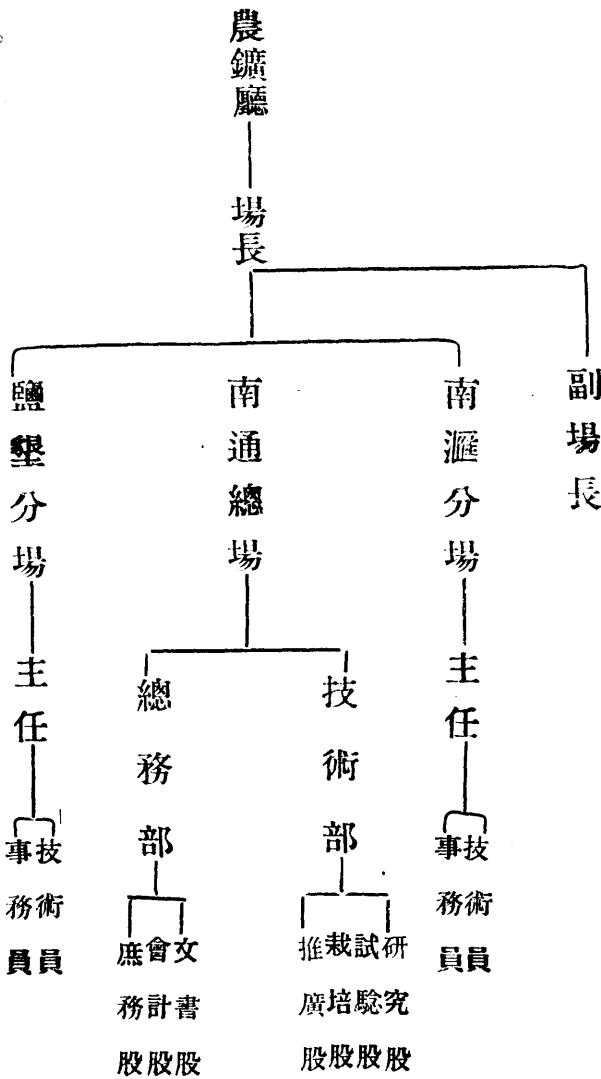 農鑛廳
場長
副場長
南滙分場
南通總場
鹽墾分場
主任
技術部
總務部
主任
技術員
事務員
研究股
試驗股
栽培股
推廣股
文書股
會計股
庶務股
技術員
事務員